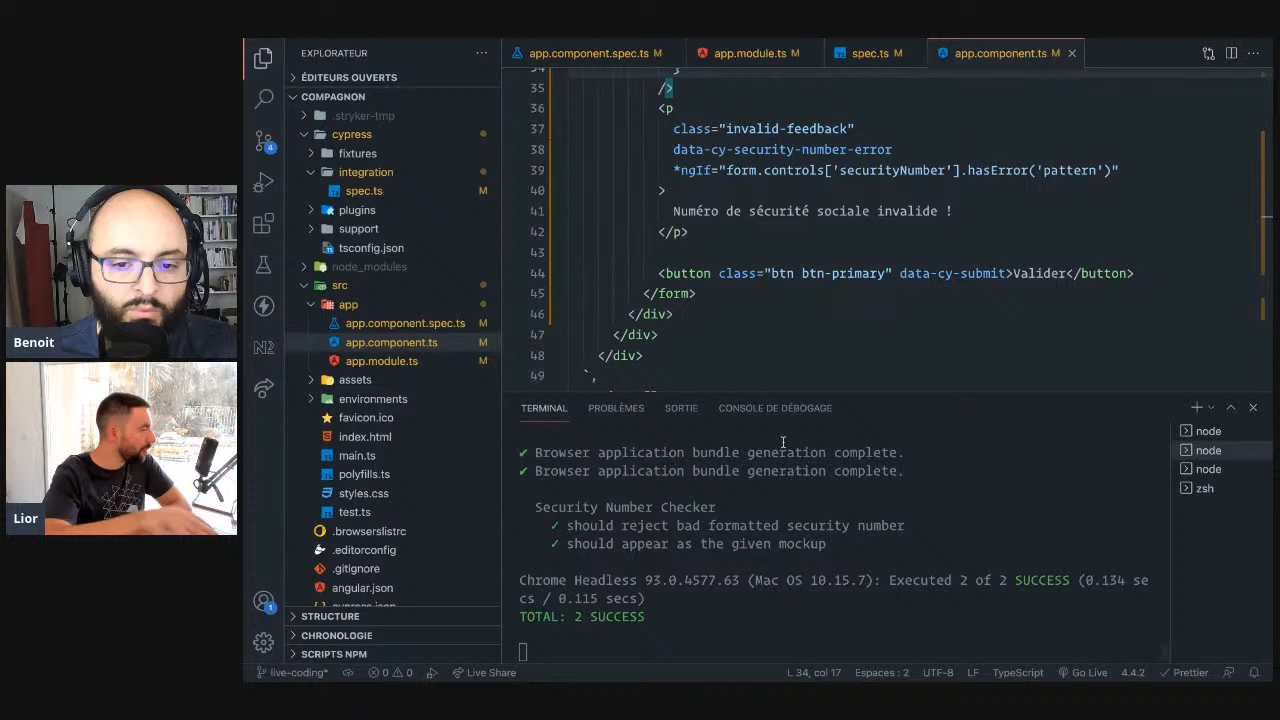 EXPLORATEUR
ÉDITEURS OUVERTS
COMPAGNON
.stryker-tmp
cypress
fixtures
integration
spec.ts M
plugins
support
tsconfig.json
node_modules
src
app
app.component.spec.ts M
app.component.ts M
app.module.ts M
assets
environments
favicon.ico
index.html
main.ts
polyfills.ts
styles.css
test.ts
.browserslistrc
.editorconfig
.gitignore
angular.json
STRUCTURE
CHRONOLOGIE
SCRIPTS NPM
4
1
Benoit
Lior
app.component.spec.ts M
app.module.ts M
spec.ts M
app.component.ts M
35 />
36 <p
37 class="invalid-feedback"
38 data-cy-security-number-error
39 *ngIf="form.controls['securityNumber'].hasError('pattern')"
40 >
41 Numéro de sécurité sociale invalide !
42 </p>
43
44 <button class="btn btn-primary" data-cy-submit>Valider</button>
45 </form>
46 </div>
47 </div>
48 </div>
49 `,
TERMINAL PROBLÈMES SORTIE CONSOLE DE DÉBOGAGE
✔ Browser application bundle generation complete.
✔ Browser application bundle generation complete.
Security Number Checker
✓ should reject bad formatted security number
✓ should appear as the given mockup
Chrome Headless 93.0.4577.63 (Mac OS 10.15.7): Executed 2 of 2 SUCCESS (0.134 se
cs / 0.115 secs)
TOTAL: 2 SUCCESS
node
node
node
zsh
live-coding* 0 0 Live Share L 34, col 17 Espaces : 2 UTF-8 LF TypeScript Go Live 4.4.2 Prettier